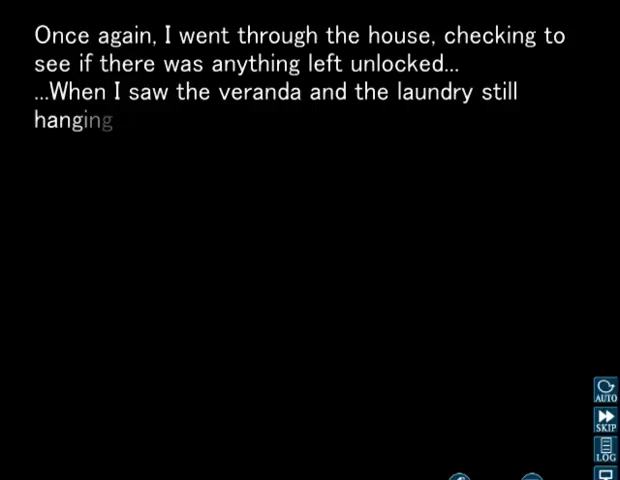 Once again, I went through the house, checking to
see if there was anything left unlocked...
...When I saw the veranda and the laundry still
hanging
AUTO
SKIP
LOG